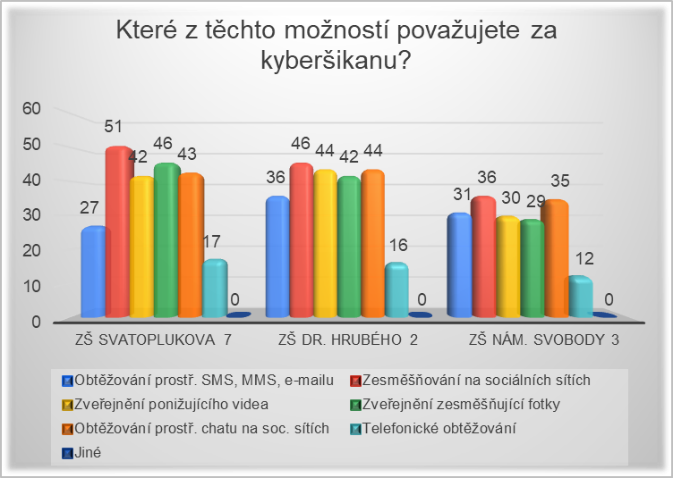 Které z těchto možností považujete za
kyberšikanu?
60
50
40
30
20
10
0
27
51
42
46
43
17
0
36
46
44
42
44
16
0
31
36
30
29
35
12
0
ZŠ SVATOPLUKOVA 7
ZŠ DR. HRUBÉHO 2
ZŠ NÁM. SVOBODY 3
Obtěžování prostř. SMS, MMS, e-mailu
Zesměšňování na sociálních sítích
Zveřejnění ponižujícího videa
Zveřejnění zesměšňující fotky
Obtěžování prostř. chatu na soc. sítích
Telefonické obtěžování
Jiné